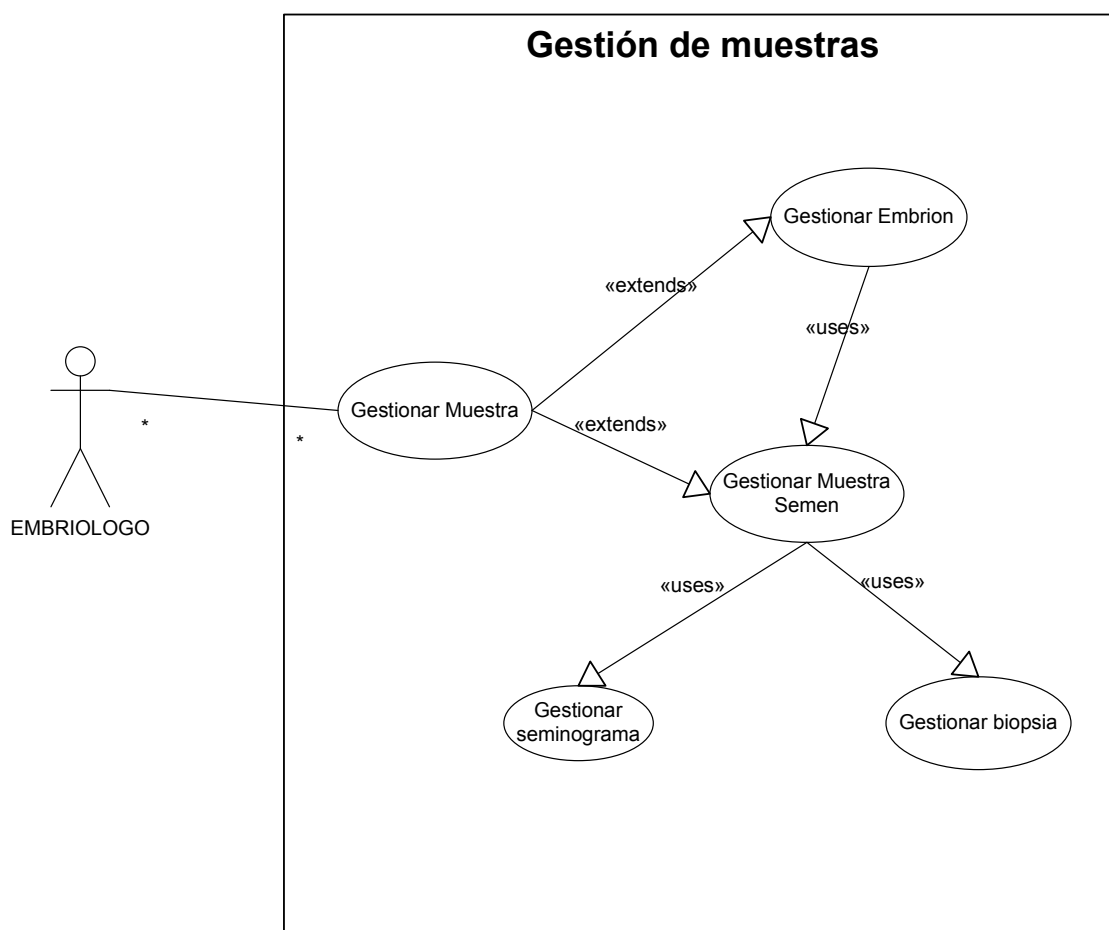 Gestión de muestras
Gestionar Embrion
«extends»
«uses»
Gestionar Muestra
«extends»
*
*
Gestionar Muestra
Semen
EMBRIOLOGO
«uses»
«uses»
Gestionar
seminograma
Gestionar biopsia